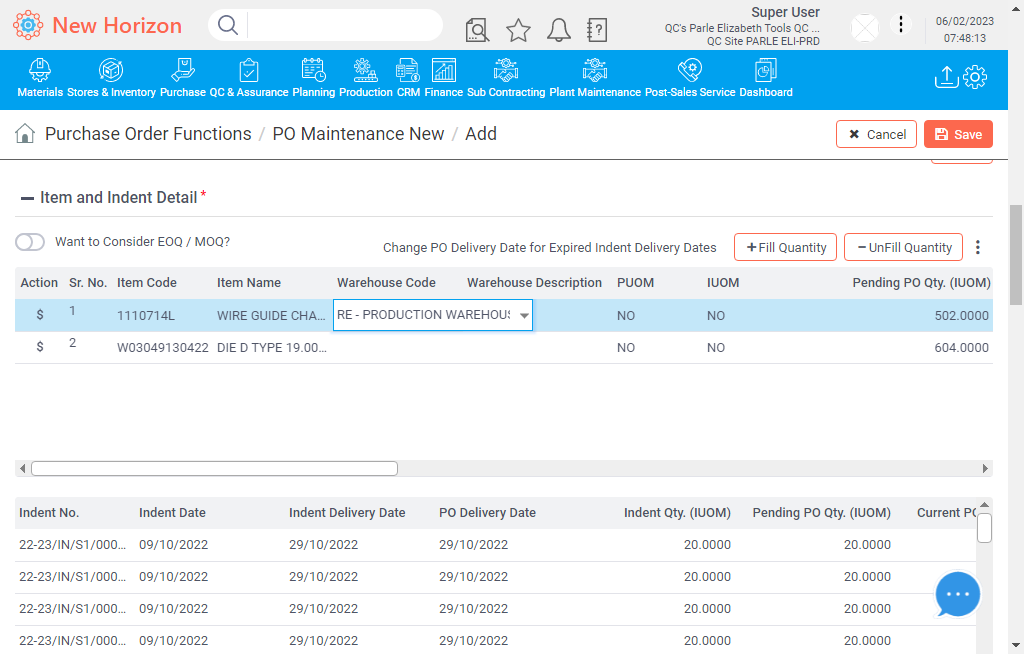 New Horizon
Super User
QC's Parle Elizabeth Tools QC ...
QC Site PARLE ELI-PRD
06/02/2023
07:48:13
Materials Stores & Inventory Purchase QC & Assurance Planning Production CRM Finance Sub Contracting Plant Maintenance Post-Sales Service Dashboard
Purchase Order Functions / PO Maintenance New / Add
Cancel
Save
Item and Indent Detail *
Want to Consider EOQ / MOQ?
Change PO Delivery Date for Expired Indent Delivery Dates
+Fill Quantity
−UnFill Quantity
Action Sr. No. Item Code Item Name Warehouse Code Warehouse Description PUOM IUOM Pending PO Qty. (IUOM)
$ 1 1110714L WIRE GUIDE CHA... RE - PRODUCTION WAREHOUS NO NO 502.0000
$ 2 W03049130422 DIE D TYPE 19.00... NO NO 604.0000
Indent No. Indent Date Indent Delivery Date PO Delivery Date Indent Qty. (IUOM) Pending PO Qty. (IUOM) Current PO
22-23/IN/S1/000... 09/10/2022 29/10/2022 29/10/2022 20.0000 20.0000
22-23/IN/S1/000... 09/10/2022 29/10/2022 29/10/2022 20.0000 20.0000
22-23/IN/S1/000... 09/10/2022 29/10/2022 29/10/2022 20.0000 20.0000
22-23/IN/S1/000... 09/10/2022 29/10/2022 29/10/2022 20.0000 20.0000